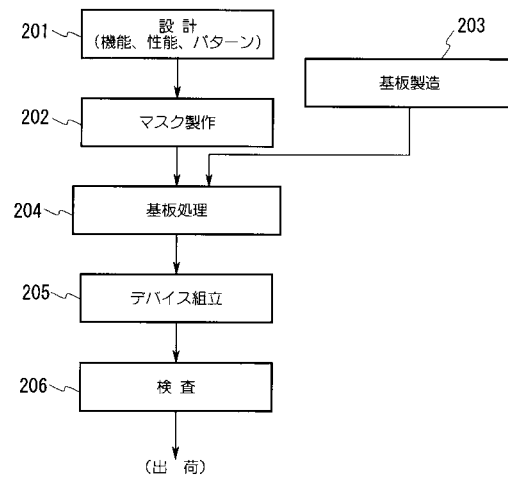 201
設 計
(機能、性能、パターン)
203
基板製造
202
マスク製作
204
基板処理
205
デバイス組立
206
検 査
(出 荷)